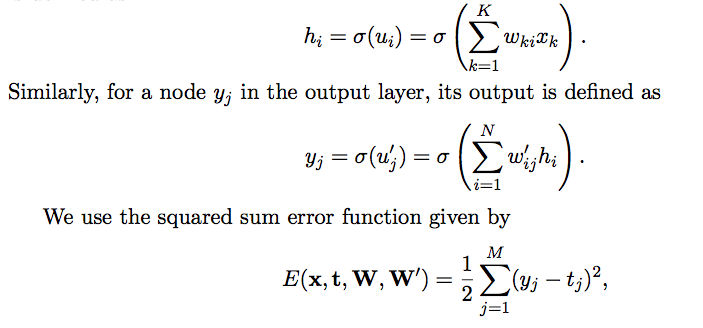 h_i = σ(u_i) = σ ( ∑_{k=1}^{K} w_{ki} x_k ) .
Similarly, for a node y_j in the output layer, its output is defined as
y_j = σ(u'_j) = σ ( ∑_{i=1}^{N} w'_{ij} h_i ) .
We use the squared sum error function given by
E(𝐱, 𝐭, 𝐖, 𝐖') = 1/2 ∑_{j=1}^{M} (y_j − t_j)²,